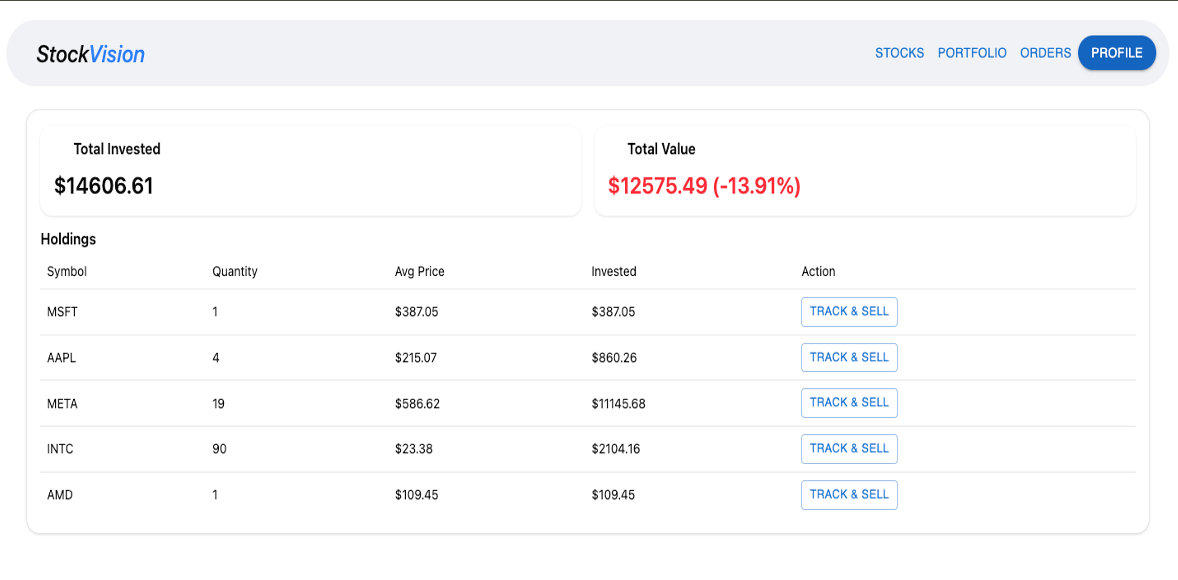 StockVision STOCKS PORTFOLIO ORDERS PROFILE
Total Invested Total Value
$14606.61 $12575.49 (-13.91%)
Holdings
Symbol Quantity Avg Price Invested Action
MSFT 1 $387.05 $387.05 TRACK & SELL
AAPL 4 $215.07 $860.26 TRACK & SELL
META 19 $586.62 $11145.68 TRACK & SELL
INTC 90 $23.38 $2104.16 TRACK & SELL
AMD 1 $109.45 $109.45 TRACK & SELL